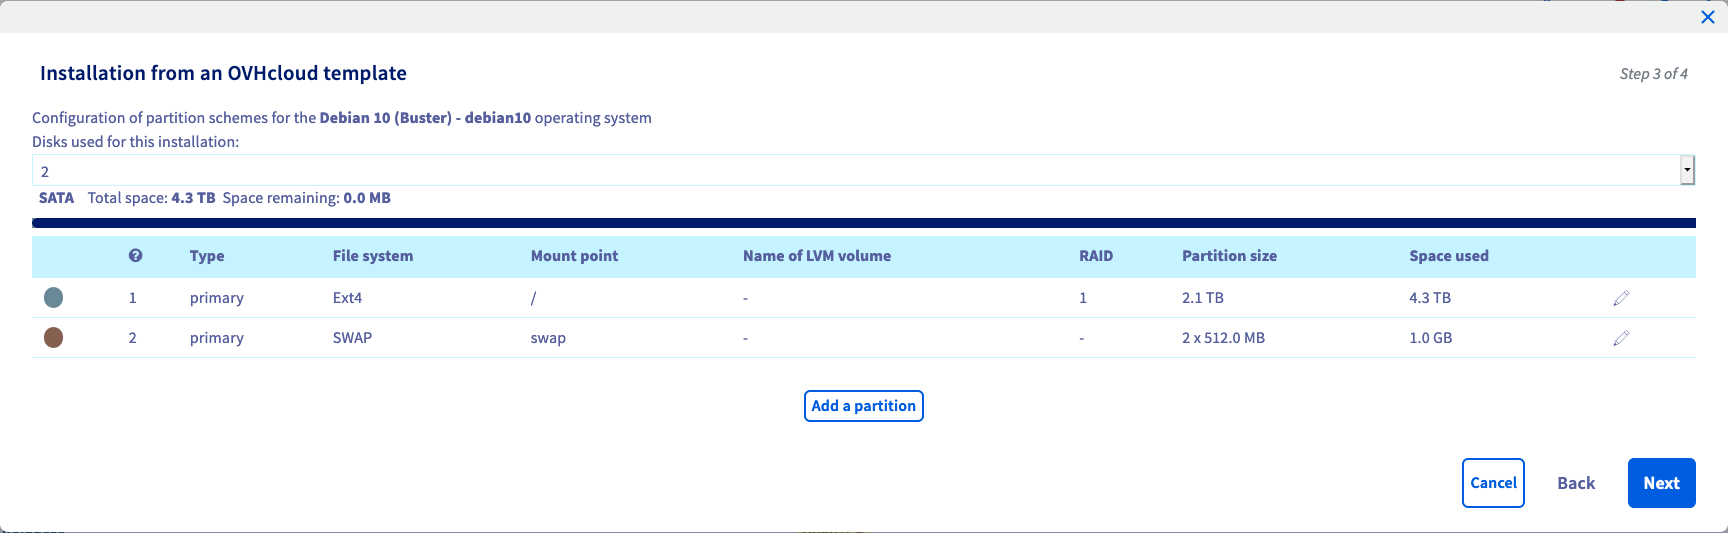 Installation from an OVHcloud template
Step 3 of 4
Configuration of partition schemes for the Debian 10 (Buster) - debian10 operating system
Disks used for this installation:
2
SATA Total space: 4.3 TB Space remaining: 0.0 MB
? Type File system Mount point Name of LVM volume RAID Partition size Space used
1 primary Ext4 / - 1 2.1 TB 4.3 TB
2 primary SWAP swap - - 2 x 512.0 MB 1.0 GB
Add a partition
Cancel Back Next